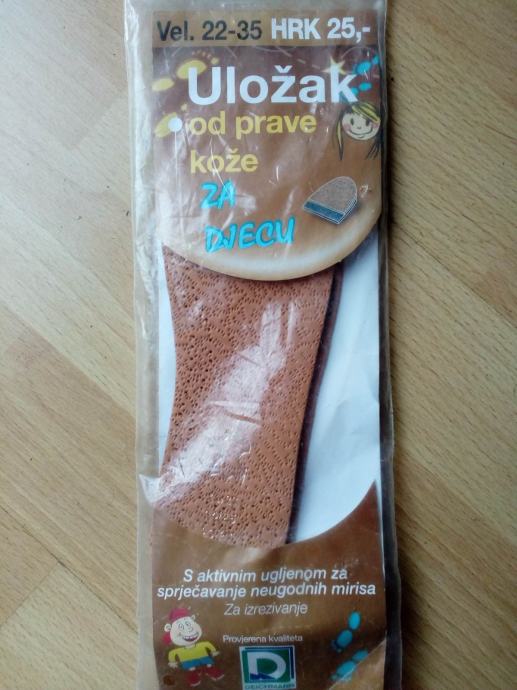 Vel. 22-35 HRK 25,-
Uložak
od prave
kože
ZA
DJECU
S aktivnim ugljenom za
sprječavanje neugodnih mirisa
Za izrezivanje
Provjerena kvaliteta
DEICHMANN